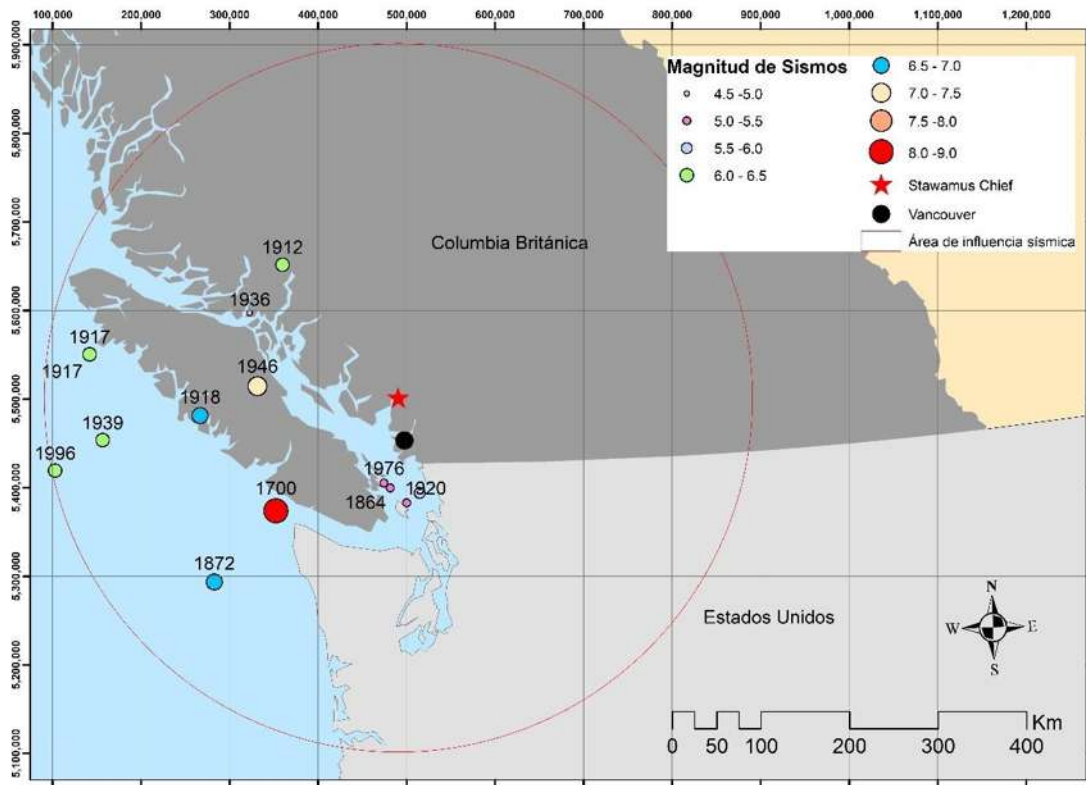 100,000 200,000 300,000 400,000 500,000 600,000 700,000 800,000 900,000 1,000,000 1,100,000 1,200,000
5,900,000
5,800,000
5,700,000
5,600,000
5,500,000
5,400,000
5,300,000
5,200,000
5,100,000
Magnitud de Sismos
4.5 -5.0
5.0 -5.5
5.5 -6.0
6.0 - 6.5
6.5 - 7.0
7.0 - 7.5
7.5 -8.0
8.0 -9.0
Stawamus Chief
Vancouver
Área de influencia sísmica
Columbia Británica
1912
1936
1917
1917
1946
1918
1939
1996
1976
1920
1864
1700
1872
Estados Unidos
N
W E
S
Km
0 50 100 200 300 400